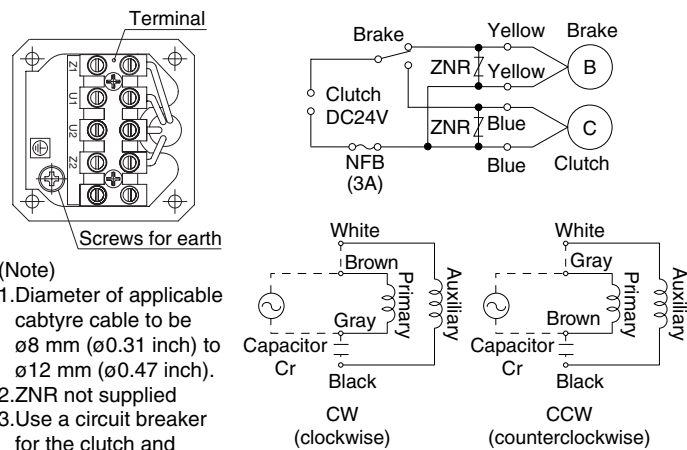 Terminal
Z1
U1
U2
Z2
Screws for earth
(Note)
1.Diameter of applicable
cabtyre cable to be
ø8 mm (ø0.31 inch) to
ø12 mm (ø0.47 inch).
2.ZNR not supplied
3.Use a circuit breaker
for the clutch and
Brake
Yellow
Brake
ZNR
Yellow
B
Clutch
DC24V
ZNR
Blue
C
NFB
(3A)
Blue
Clutch
White
Brown
Primary
Auxiliary
Gray
Capacitor
Cr
Black
CW
(clockwise)
White
Gray
Primary
Auxiliary
Brown
Capacitor
Cr
Black
CCW
(counterclockwise)